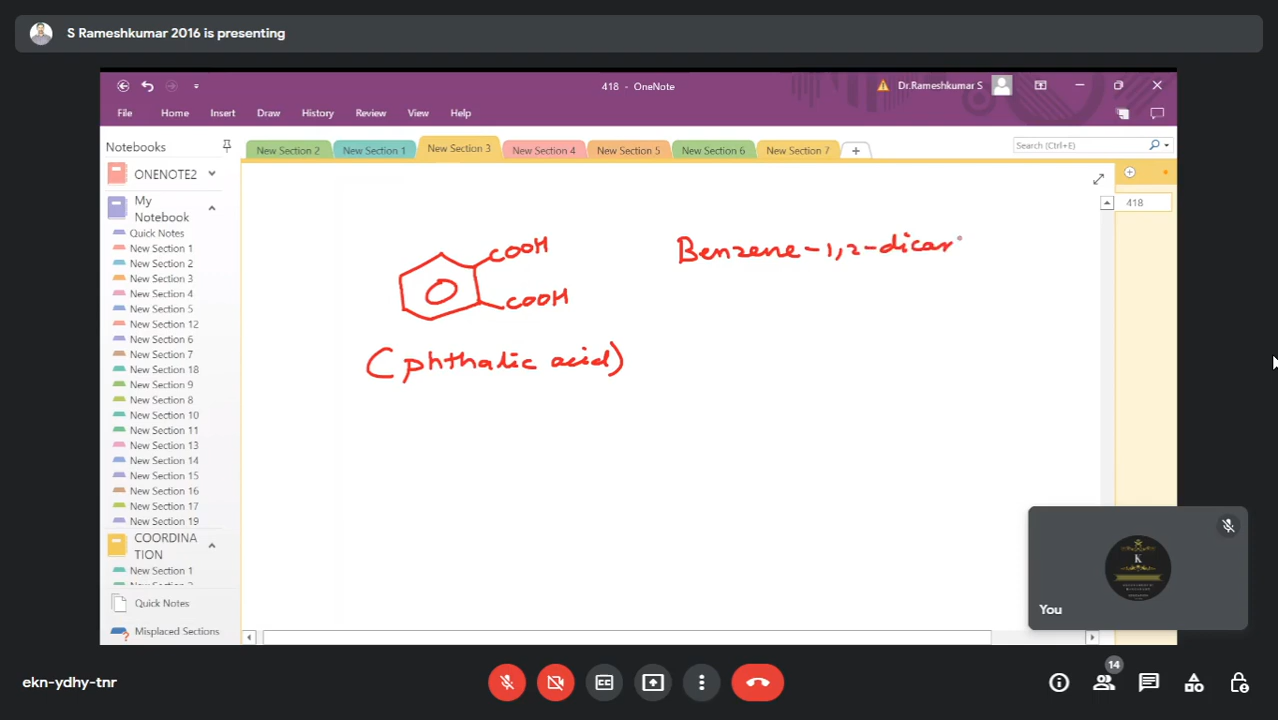 S Rameshkumar 2016 is presenting
418 - OneNote
Dr.Rameshkumar S
File Home Insert Draw History Review View Help
Notebooks
New Section 2 New Section 1 New Section 3 New Section 4 New Section 5 New Section 6 New Section 7 +
Search (Ctrl+E)
ONENOTE2
My
Notebook
Quick Notes
New Section 1
New Section 2
New Section 3
New Section 4
New Section 5
New Section 12
New Section 6
New Section 7
New Section 18
New Section 9
New Section 8
New Section 10
New Section 11
New Section 13
New Section 14
New Section 15
New Section 16
New Section 17
New Section 19
COORDINA
TION
New Section 1
Quick Notes
Misplaced Sections
418
COOH
Benzene-1,2-dicar
COOH
(phthalic acid)
K
You
ekn-ydhy-tnr
CC
14